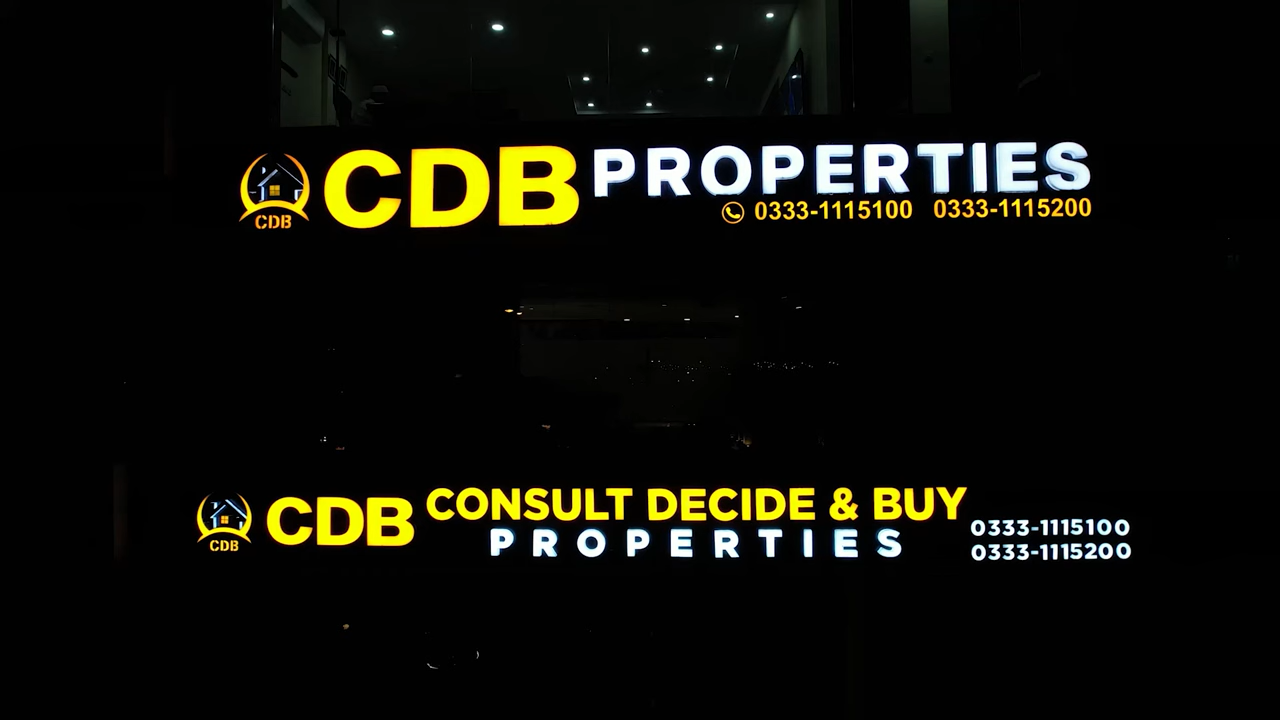 CDB
CDB PROPERTIES
0333-1115100 0333-1115200
CDB
CDB CONSULT DECIDE & BUY
PROPERTIES
0333-1115100
0333-1115200